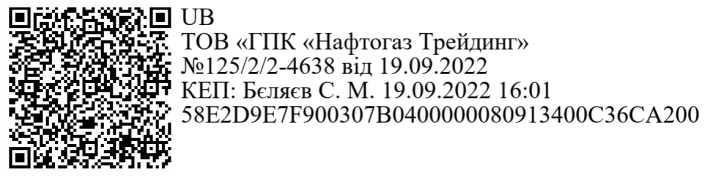 UB
ТОВ «ГПК «Нафтогаз Трейдинг»
№125/2/2-4638 від 19.09.2022
КЕП: Бєляєв С. М. 19.09.2022 16:01
58E2D9E7F900307B0400000080913400C36CA200